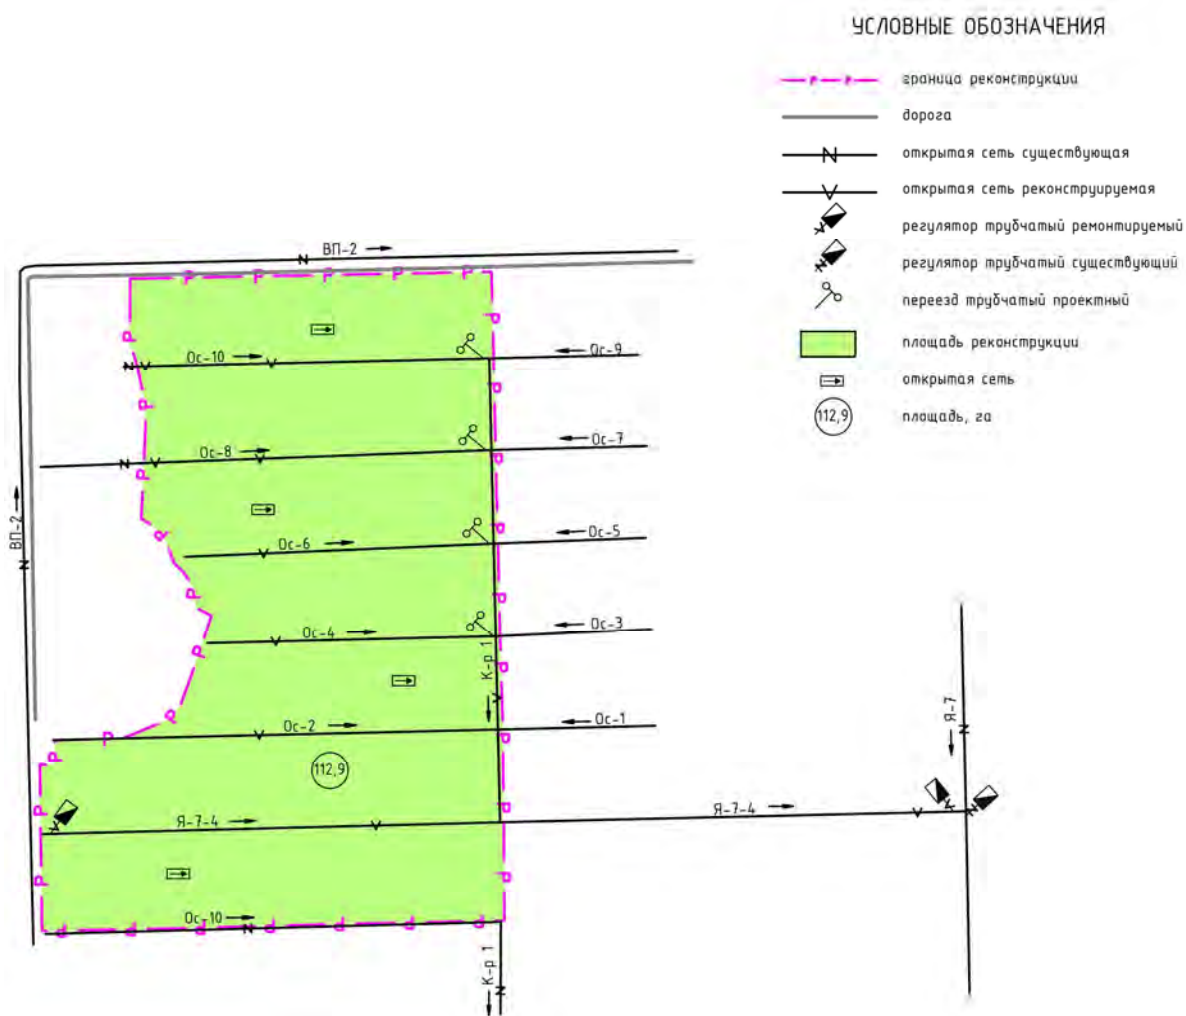 УСЛОВНЫЕ ОБОЗНАЧЕНИЯ
P P граница реконструкции
дорога
N открытая сеть существующая
V открытая сеть реконструируемая
регулятор трубчатый ремонтируемый
регулятор трубчатый существующий
переезд трубчатый проектный
площадь реконструкции
открытая сеть
112,9 площадь, га
ВП-2
Ос-10
Ос-9
Ос-8
Ос-7
ВП-2
Ос-6
Ос-5
Ос-4
Ос-3
К-р 1
Ос-2
Ос-1
Я-7
112,9
Я-7-4
Я-7-4
Ос-10
К-р 1